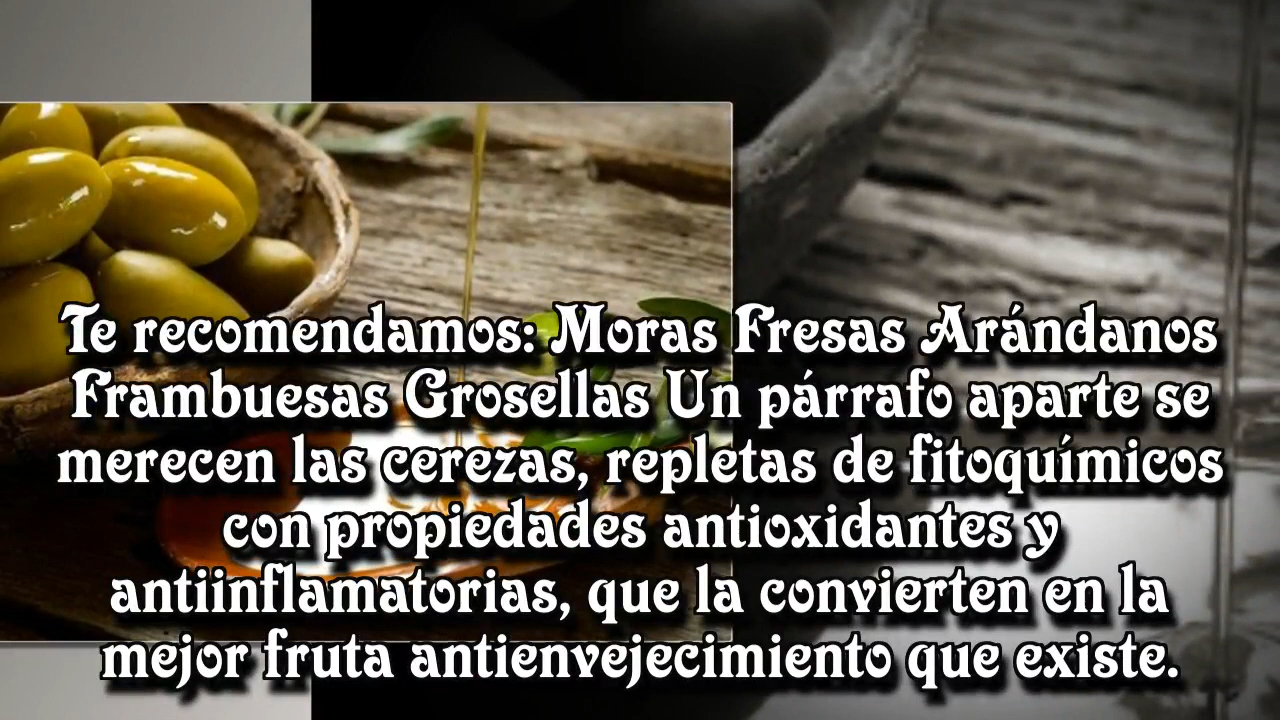 Te recomendamos: Moras Fresas Arándanos
Frambuesas Grosellas Un párrafo aparte se
merecen las cerezas, repletas de fitoquímicos
con propiedades antioxidantes y
antiinflamatorias, que la convierten en la
mejor fruta antienvejecimiento que existe.